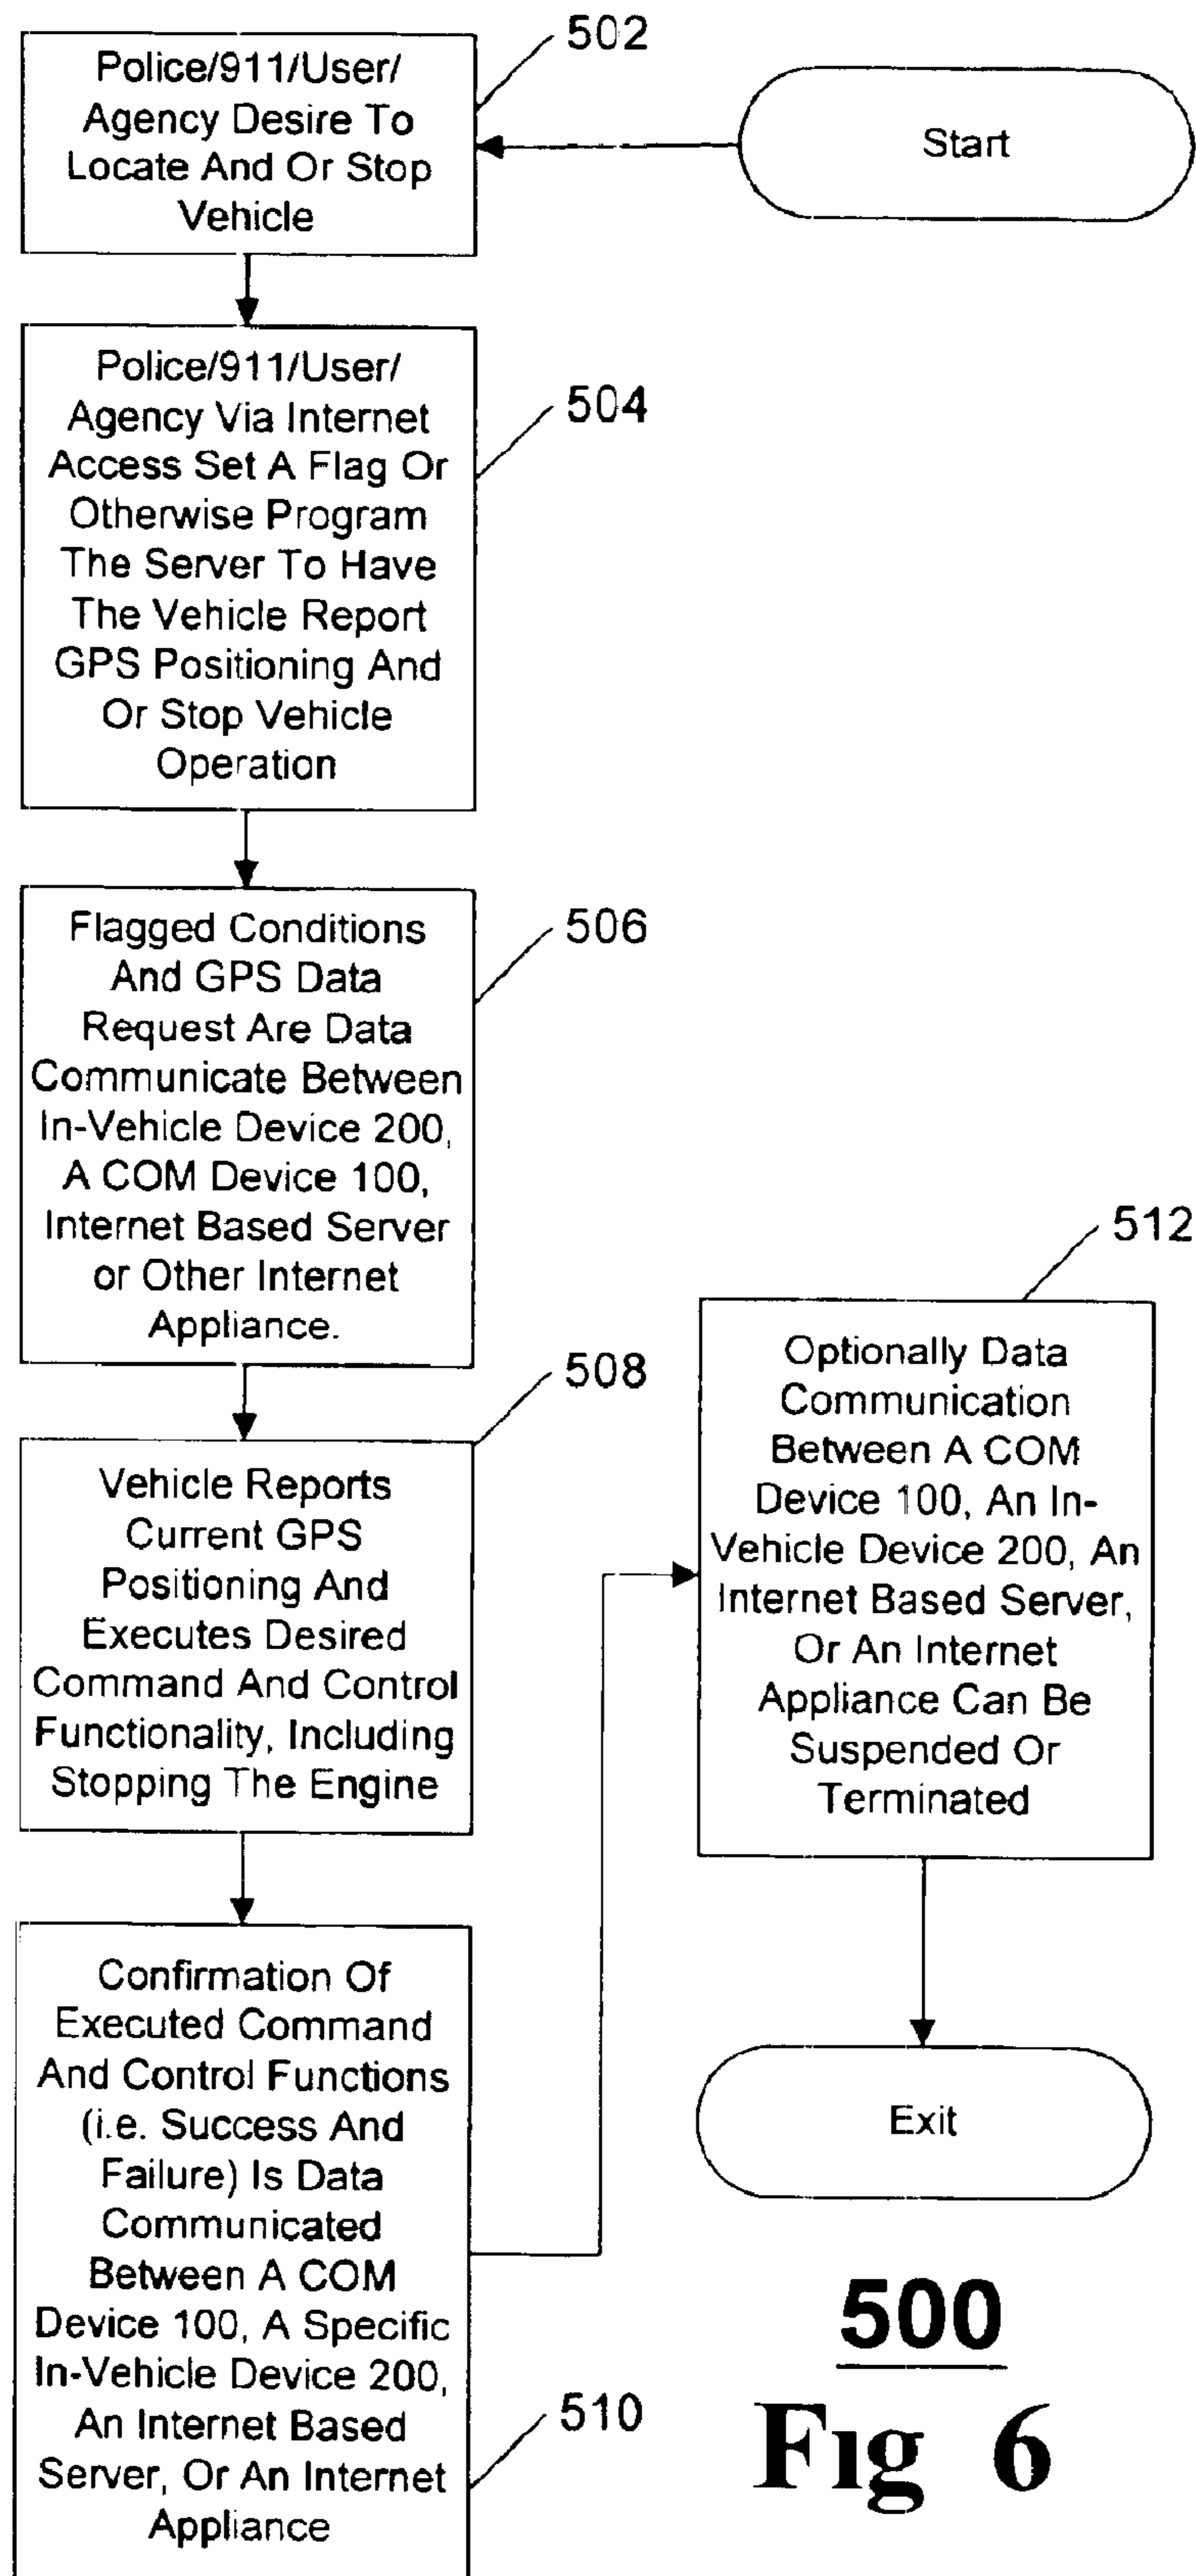 502
Police/911/User/
Agency Desire To
Locate And Or Stop
Vehicle
Start
504
Police/911/User/
Agency Via Internet
Access Set A Flag Or
Otherwise Program
The Server To Have
The Vehicle Report
GPS Positioning And
Or Stop Vehicle
Operation
506
Flagged Conditions
And GPS Data
Request Are Data
Communicate Between
In-Vehicle Device 200,
A COM Device 100,
Internet Based Server
or Other Internet
Appliance.
508
Vehicle Reports
Current GPS
Positioning And
Executes Desired
Command And Control
Functionality, Including
Stopping The Engine
510
Confirmation Of
Executed Command
And Control Functions
(i.e. Success And
Failure) Is Data
Communicated
Between A COM
Device 100, A Specific
In-Vehicle Device 200,
An Internet Based
Server, Or An Internet
Appliance
512
Optionally Data
Communication
Between A COM
Device 100, An In-
Vehicle Device 200, An
Internet Based Server,
Or An Internet
Appliance Can Be
Suspended Or
Terminated
Exit
500
Fig 6